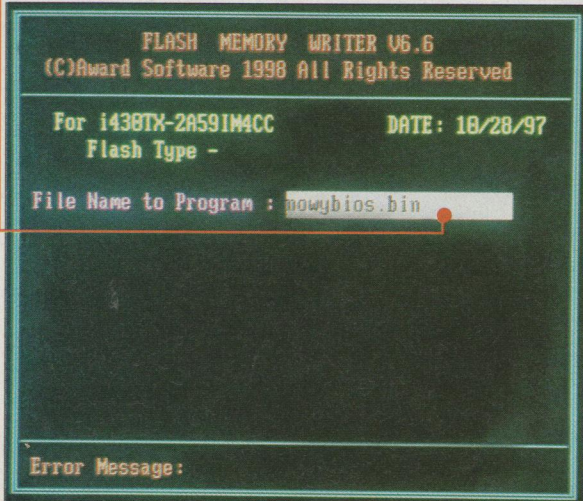 FLASH MEMORY WRITER V6.6
(C)Award Software 1998 All Rights Reserved
For i430TX-2A59IM4CC DATE: 10/28/97
Flash Type -
File Name to Program : nowybios.bin
Error Message: